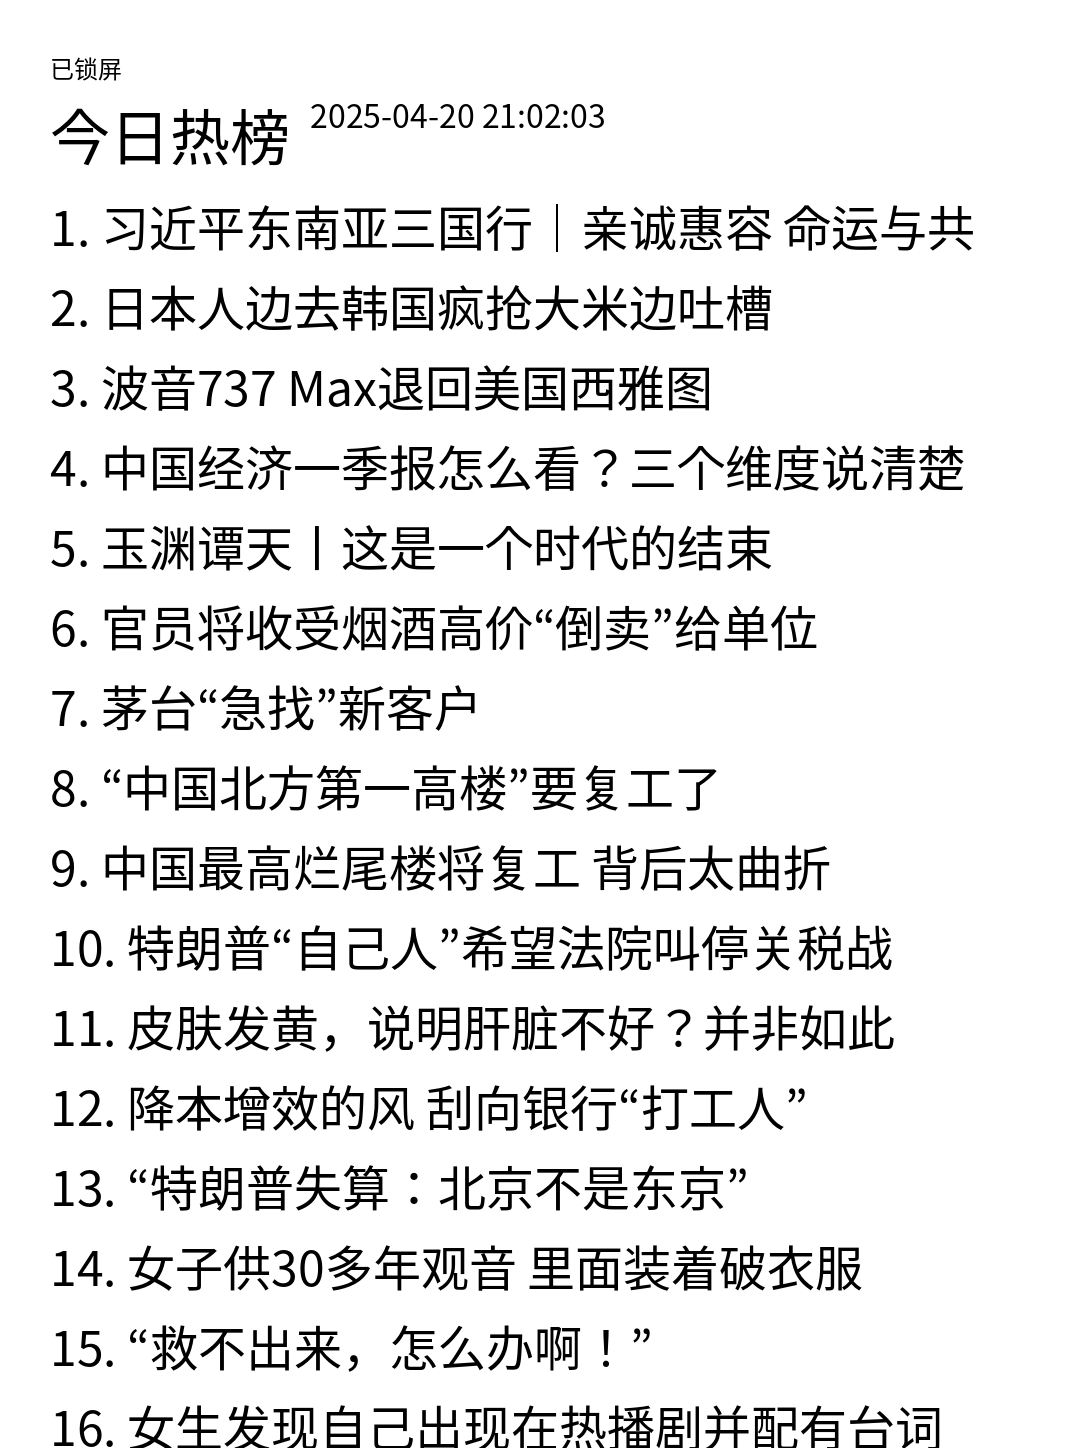 已锁屏
今日热榜 2025-04-20 21:02:03
1. 习近平东南亚三国行｜亲诚惠容 命运与共
2. 日本人边去韩国疯抢大米边吐槽
3. 波音737 Max退回美国西雅图
4. 中国经济一季报怎么看？三个维度说清楚
5. 玉渊谭天丨这是一个时代的结束
6. 官员将收受烟酒高价“倒卖”给单位
7. 茅台“急找”新客户
8. “中国北方第一高楼”要复工了
9. 中国最高烂尾楼将复工 背后太曲折
10. 特朗普“自己人”希望法院叫停关税战
11. 皮肤发黄，说明肝脏不好？并非如此
12. 降本增效的风 刮向银行“打工人”
13. “特朗普失算：北京不是东京”
14. 女子供30多年观音 里面装着破衣服
15. “救不出来，怎么办啊！”
16. 女生发现自己出现在热播剧并配有台词